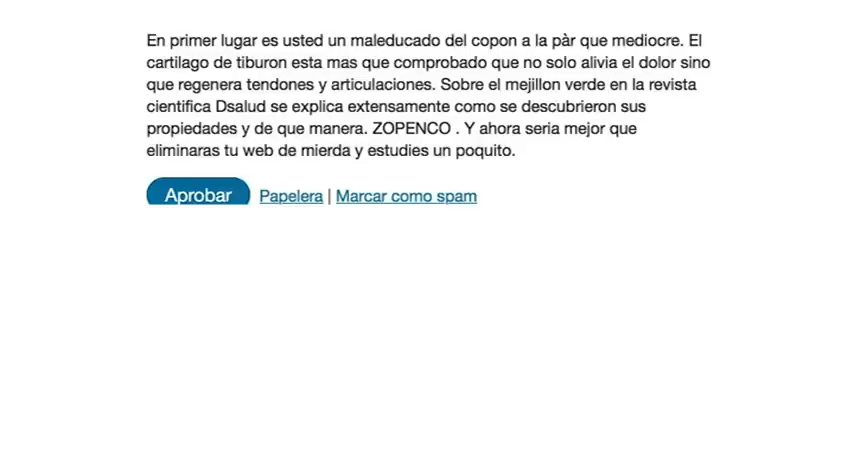 En primer lugar es usted un maleducado del copon a la pàr que mediocre. El
cartilago de tiburon esta mas que comprobado que no solo alivia el dolor sino
que regenera tendones y articulaciones. Sobre el mejillon verde en la revista
cientifica Dsalud se explica extensamente como se descubrieron sus
propiedades y de que manera. ZOPENCO . Y ahora seria mejor que
eliminaras tu web de mierda y estudies un poquito.
Aprobar Papelera | Marcar como spam